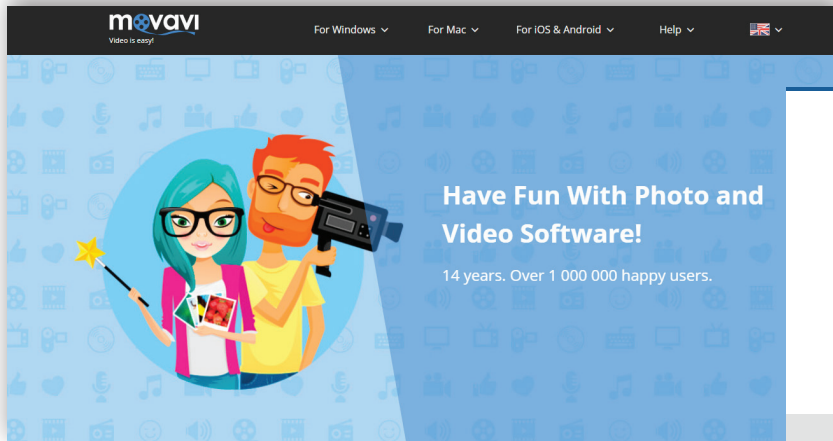 movavi
Video is easy!
For Windows
For Mac
For iOS & Android
Help
Have Fun With Photo and
Video Software!
14 years. Over 1 000 000 happy users.